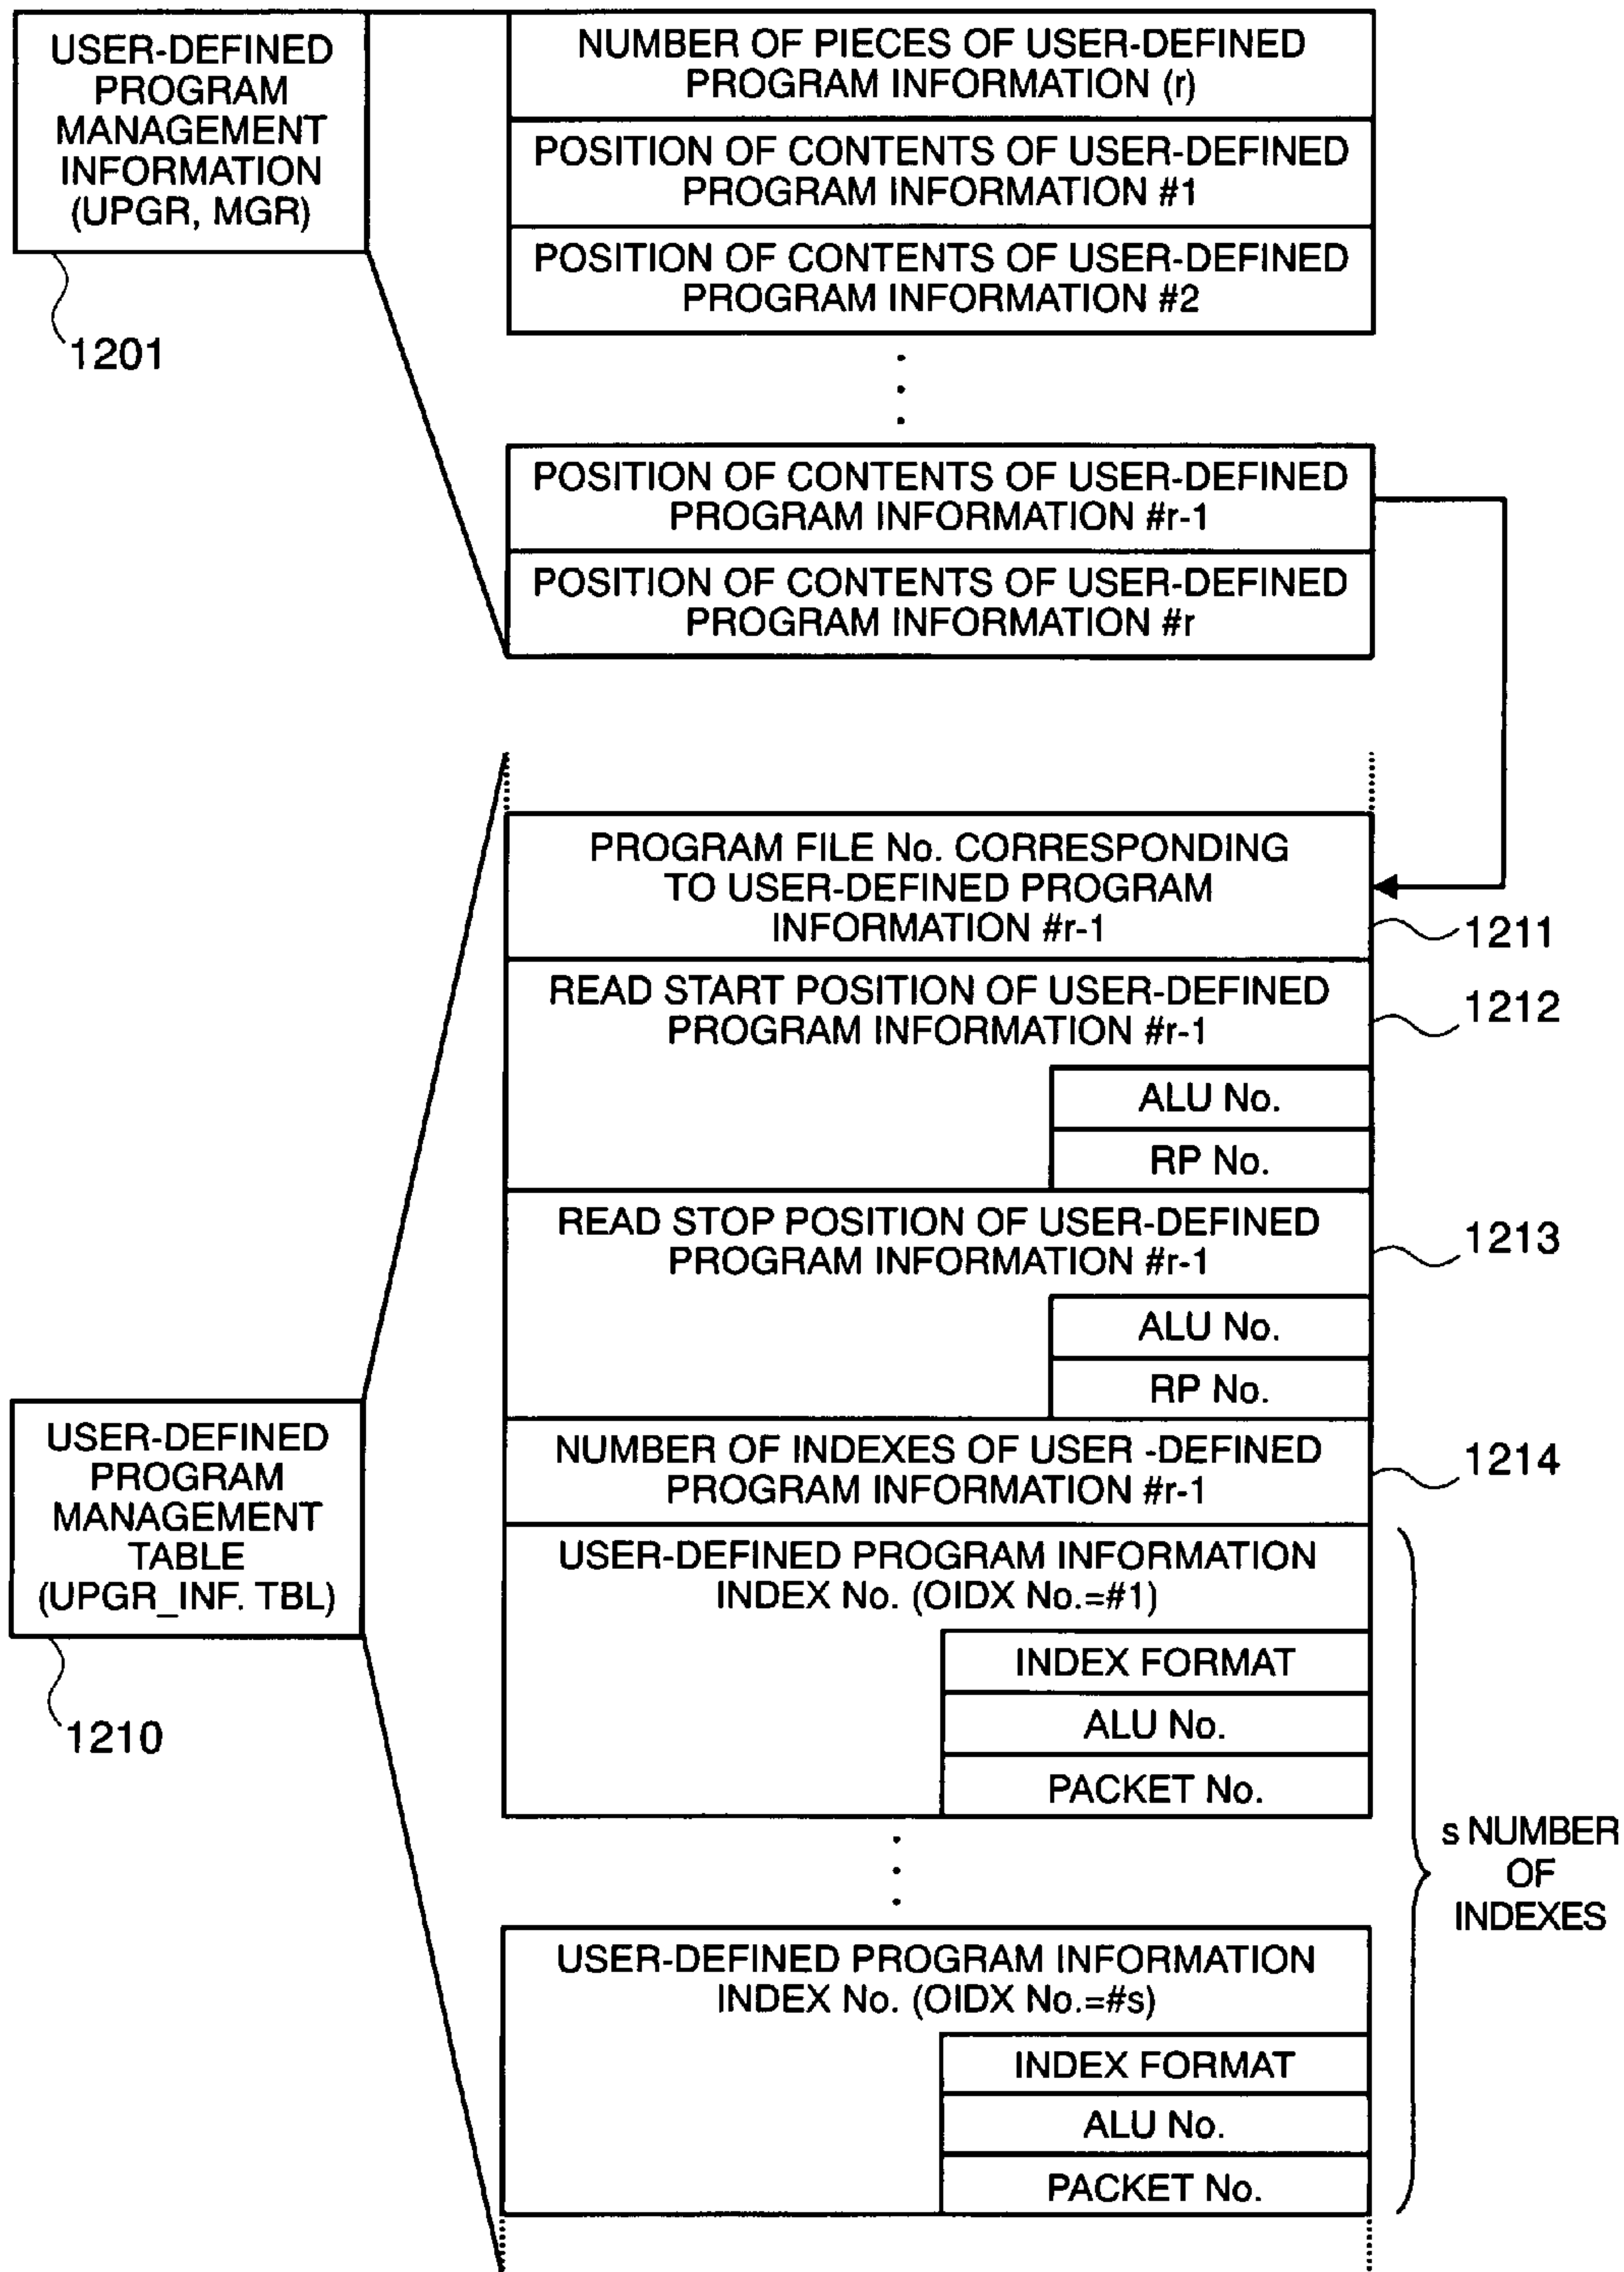 USER-DEFINED
PROGRAM
MANAGEMENT
INFORMATION
(UPGR, MGR)
1201
NUMBER OF PIECES OF USER-DEFINED
PROGRAM INFORMATION (r)
POSITION OF CONTENTS OF USER-DEFINED
PROGRAM INFORMATION #1
POSITION OF CONTENTS OF USER-DEFINED
PROGRAM INFORMATION #2
POSITION OF CONTENTS OF USER-DEFINED
PROGRAM INFORMATION #r-1
POSITION OF CONTENTS OF USER-DEFINED
PROGRAM INFORMATION #r
USER-DEFINED
PROGRAM
MANAGEMENT
TABLE
(UPGR_INF. TBL)
1210
PROGRAM FILE No. CORRESPONDING
TO USER-DEFINED PROGRAM
INFORMATION #r-1
1211
READ START POSITION OF USER-DEFINED
PROGRAM INFORMATION #r-1
1212
ALU No.
RP No.
READ STOP POSITION OF USER-DEFINED
PROGRAM INFORMATION #r-1
1213
ALU No.
RP No.
NUMBER OF INDEXES OF USER -DEFINED
PROGRAM INFORMATION #r-1
1214
USER-DEFINED PROGRAM INFORMATION
INDEX No. (OIDX No.=#1)
INDEX FORMAT
ALU No.
PACKET No.
s NUMBER
OF
INDEXES
USER-DEFINED PROGRAM INFORMATION
INDEX No. (OIDX No.=#s)
INDEX FORMAT
ALU No.
PACKET No.